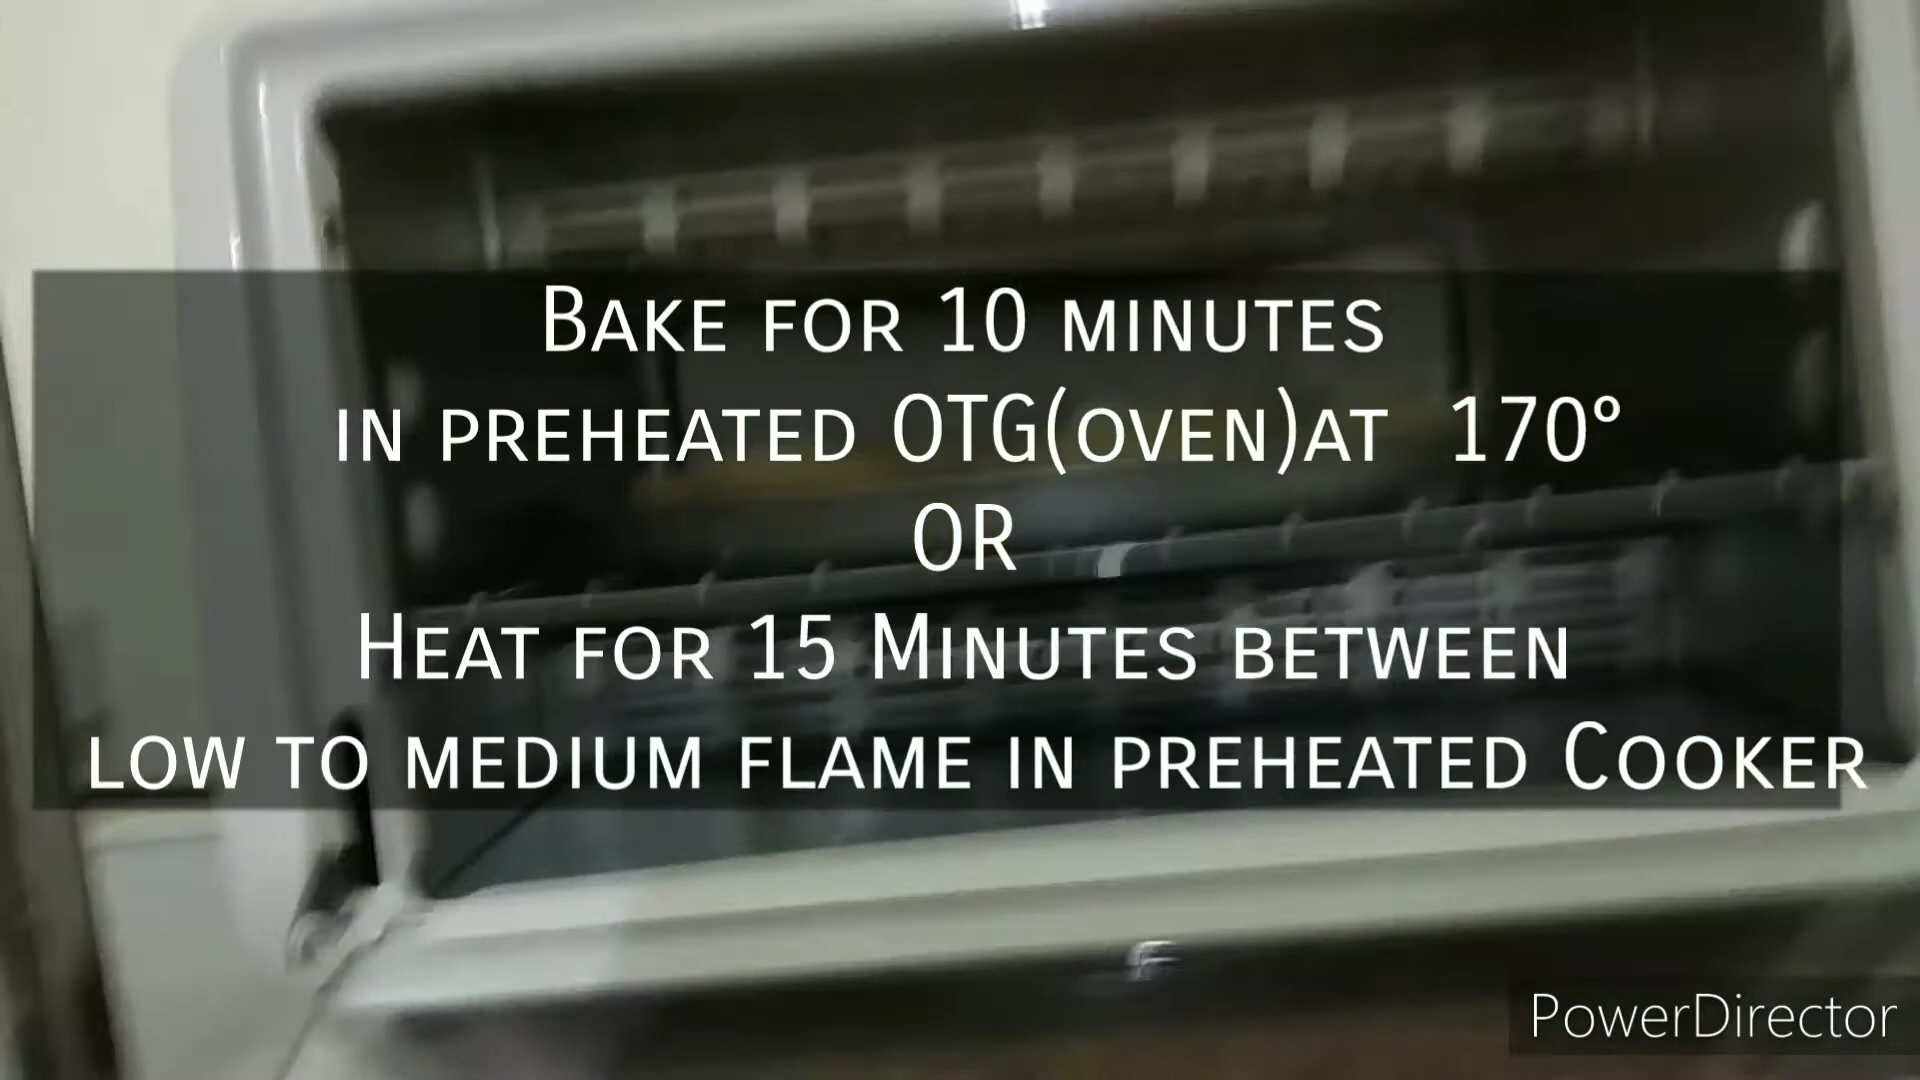 Bake for 10 minutes
in preheated OTG(oven)at  170°
OR
Heat for 15 Minutes between
low to medium flame in preheated Cooker
PowerDirector